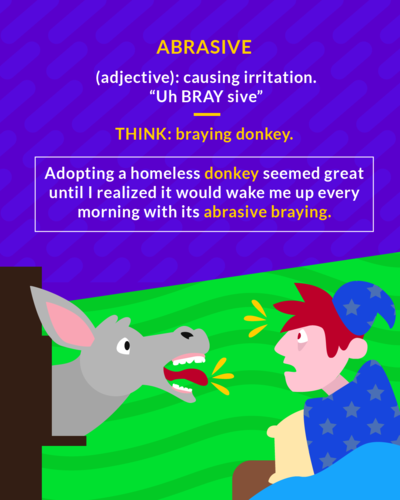 ABRASIVE
(adjective): causing irritation.
“Uh BRAY sive”
THINK: braying donkey.
Adopting a homeless donkey seemed great
until I realized it would wake me up every
morning with its abrasive braying.